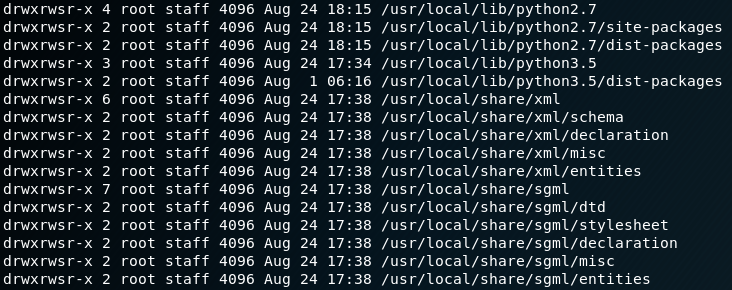 drwxrwsr-x 4 root staff 4096 Aug 24 18:15 /usr/local/lib/python2.7
drwxrwsr-x 2 root staff 4096 Aug 24 18:15 /usr/local/lib/python2.7/site-packages
drwxrwsr-x 2 root staff 4096 Aug 24 18:15 /usr/local/lib/python2.7/dist-packages
drwxrwsr-x 3 root staff 4096 Aug 24 17:34 /usr/local/lib/python3.5
drwxrwsr-x 2 root staff 4096 Aug  1 06:16 /usr/local/lib/python3.5/dist-packages
drwxrwsr-x 6 root staff 4096 Aug 24 17:38 /usr/local/share/xml
drwxrwsr-x 2 root staff 4096 Aug 24 17:38 /usr/local/share/xml/schema
drwxrwsr-x 2 root staff 4096 Aug 24 17:38 /usr/local/share/xml/declaration
drwxrwsr-x 2 root staff 4096 Aug 24 17:38 /usr/local/share/xml/misc
drwxrwsr-x 2 root staff 4096 Aug 24 17:38 /usr/local/share/xml/entities
drwxrwsr-x 7 root staff 4096 Aug 24 17:38 /usr/local/share/sgml
drwxrwsr-x 2 root staff 4096 Aug 24 17:38 /usr/local/share/sgml/dtd
drwxrwsr-x 2 root staff 4096 Aug 24 17:38 /usr/local/share/sgml/stylesheet
drwxrwsr-x 2 root staff 4096 Aug 24 17:38 /usr/local/share/sgml/declaration
drwxrwsr-x 2 root staff 4096 Aug 24 17:38 /usr/local/share/sgml/misc
drwxrwsr-x 2 root staff 4096 Aug 24 17:38 /usr/local/share/sgml/entities